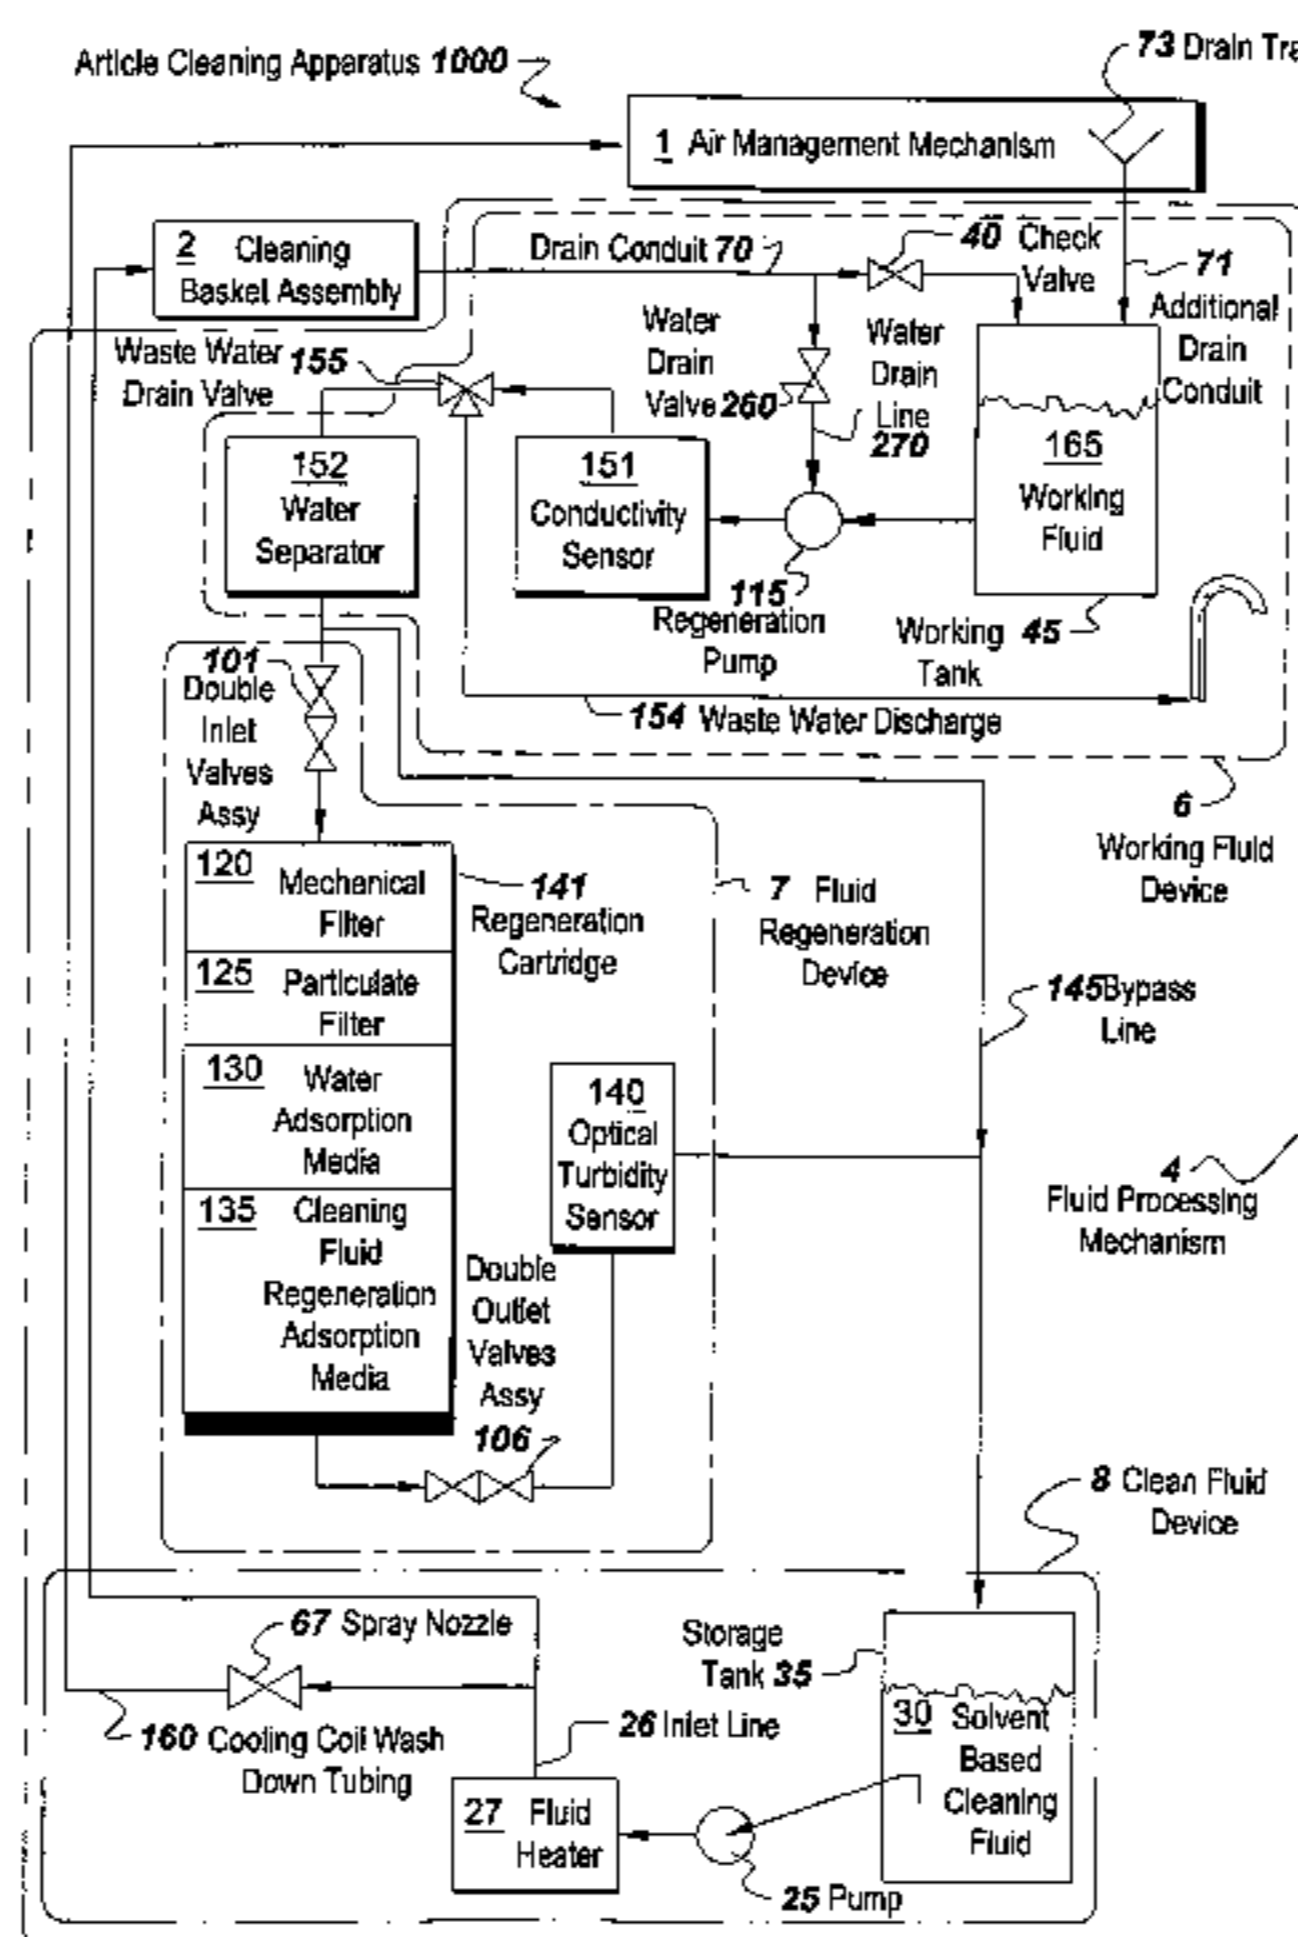 Article Cleaning Apparatus 1000
73 Drain Tra
1 Air Management Mechanism
2 Cleaning
Basket Assembly
Drain Conduit 70
40 Check
Valve
71
Additional
Drain
Conduit
Water
Drain
Valve 260
Water
Drain
Line
270
Waste Water 155
Drain Valve
152
Water
Separator
151
Conductivity
Sensor
165
Working
Fluid
115
Regeneration
Pump
Working 45
Tank
101
Double
Inlet
Valves
Assy
154 Waste Water Discharge
6
Working Fluid
Device
120 Mechanical
Filter
141
Regeneration
Cartridge
7 Fluid
Regeneration
Device
125 Particulate
Filter
145 Bypass
Line
130 Water
Adsorption
Media
140
Optical
Turbidity
Sensor
4
Fluid Processing
Mechanism
135 Cleaning
Fluid
Regeneration
Adsorption
Media
Double
Outlet
Valves
Assy
106
8 Clean Fluid
Device
67 Spray Nozzle
Storage
Tank 35
30 Solvent
Based
Cleaning
Fluid
160 Cooling Coil Wash
Down Tubing
26 Inlet Line
27 Fluid
Heater
25 Pump